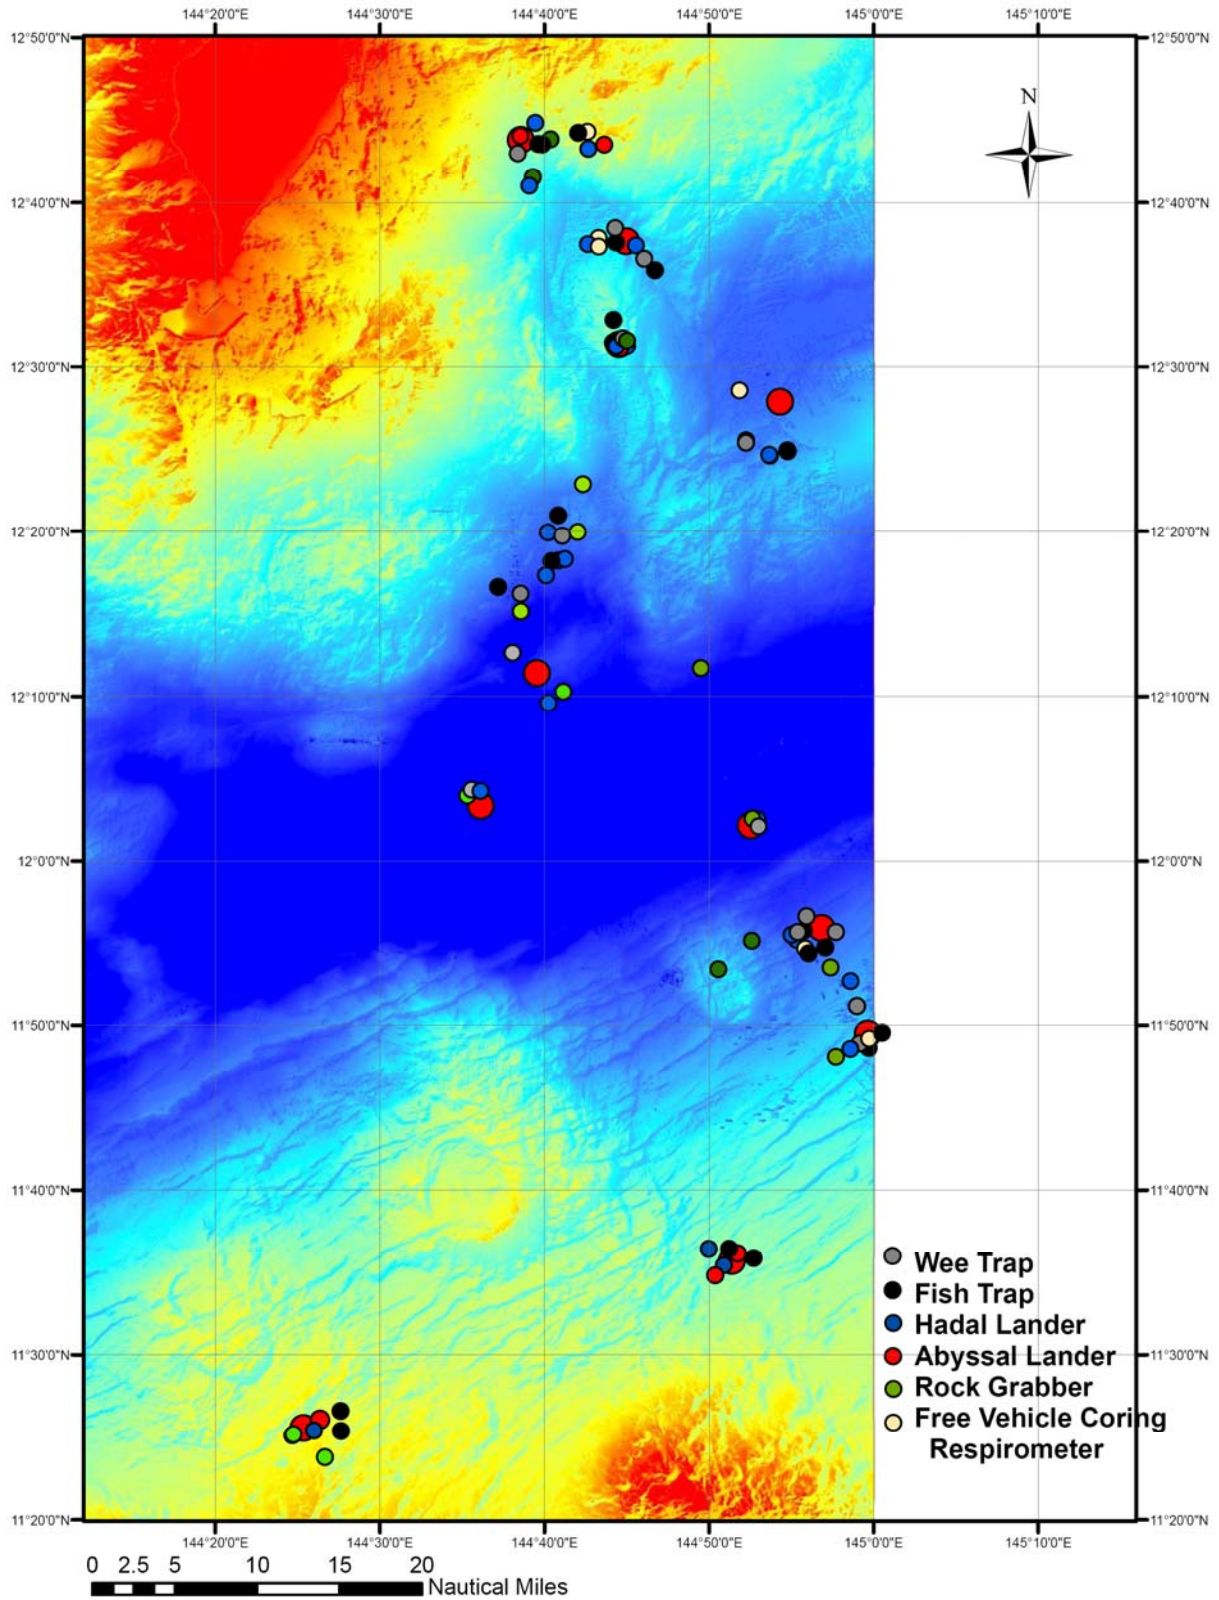 144°20'0"E 144°30'0"E 144°40'0"E 144°50'0"E 145°0'0"E 145°10'0"E
12°50'0"N 12°50'0"N
N
12°40'0"N 12°40'0"N
12°30'0"N 12°30'0"N
12°20'0"N 12°20'0"N
12°10'0"N 12°10'0"N
12°0'0"N 12°0'0"N
11°50'0"N 11°50'0"N
11°40'0"N 11°40'0"N
Wee Trap
Fish Trap
Hadal Lander
11°30'0"N 11°30'0"N
Abyssal Lander
Rock Grabber
Free Vehicle Coring
Respirometer
11°20'0"N 11°20'0"N
144°20'0"E 144°30'0"E 144°40'0"E 144°50'0"E 145°0'0"E 145°10'0"E
0 2.5 5 10 15 20
Nautical Miles